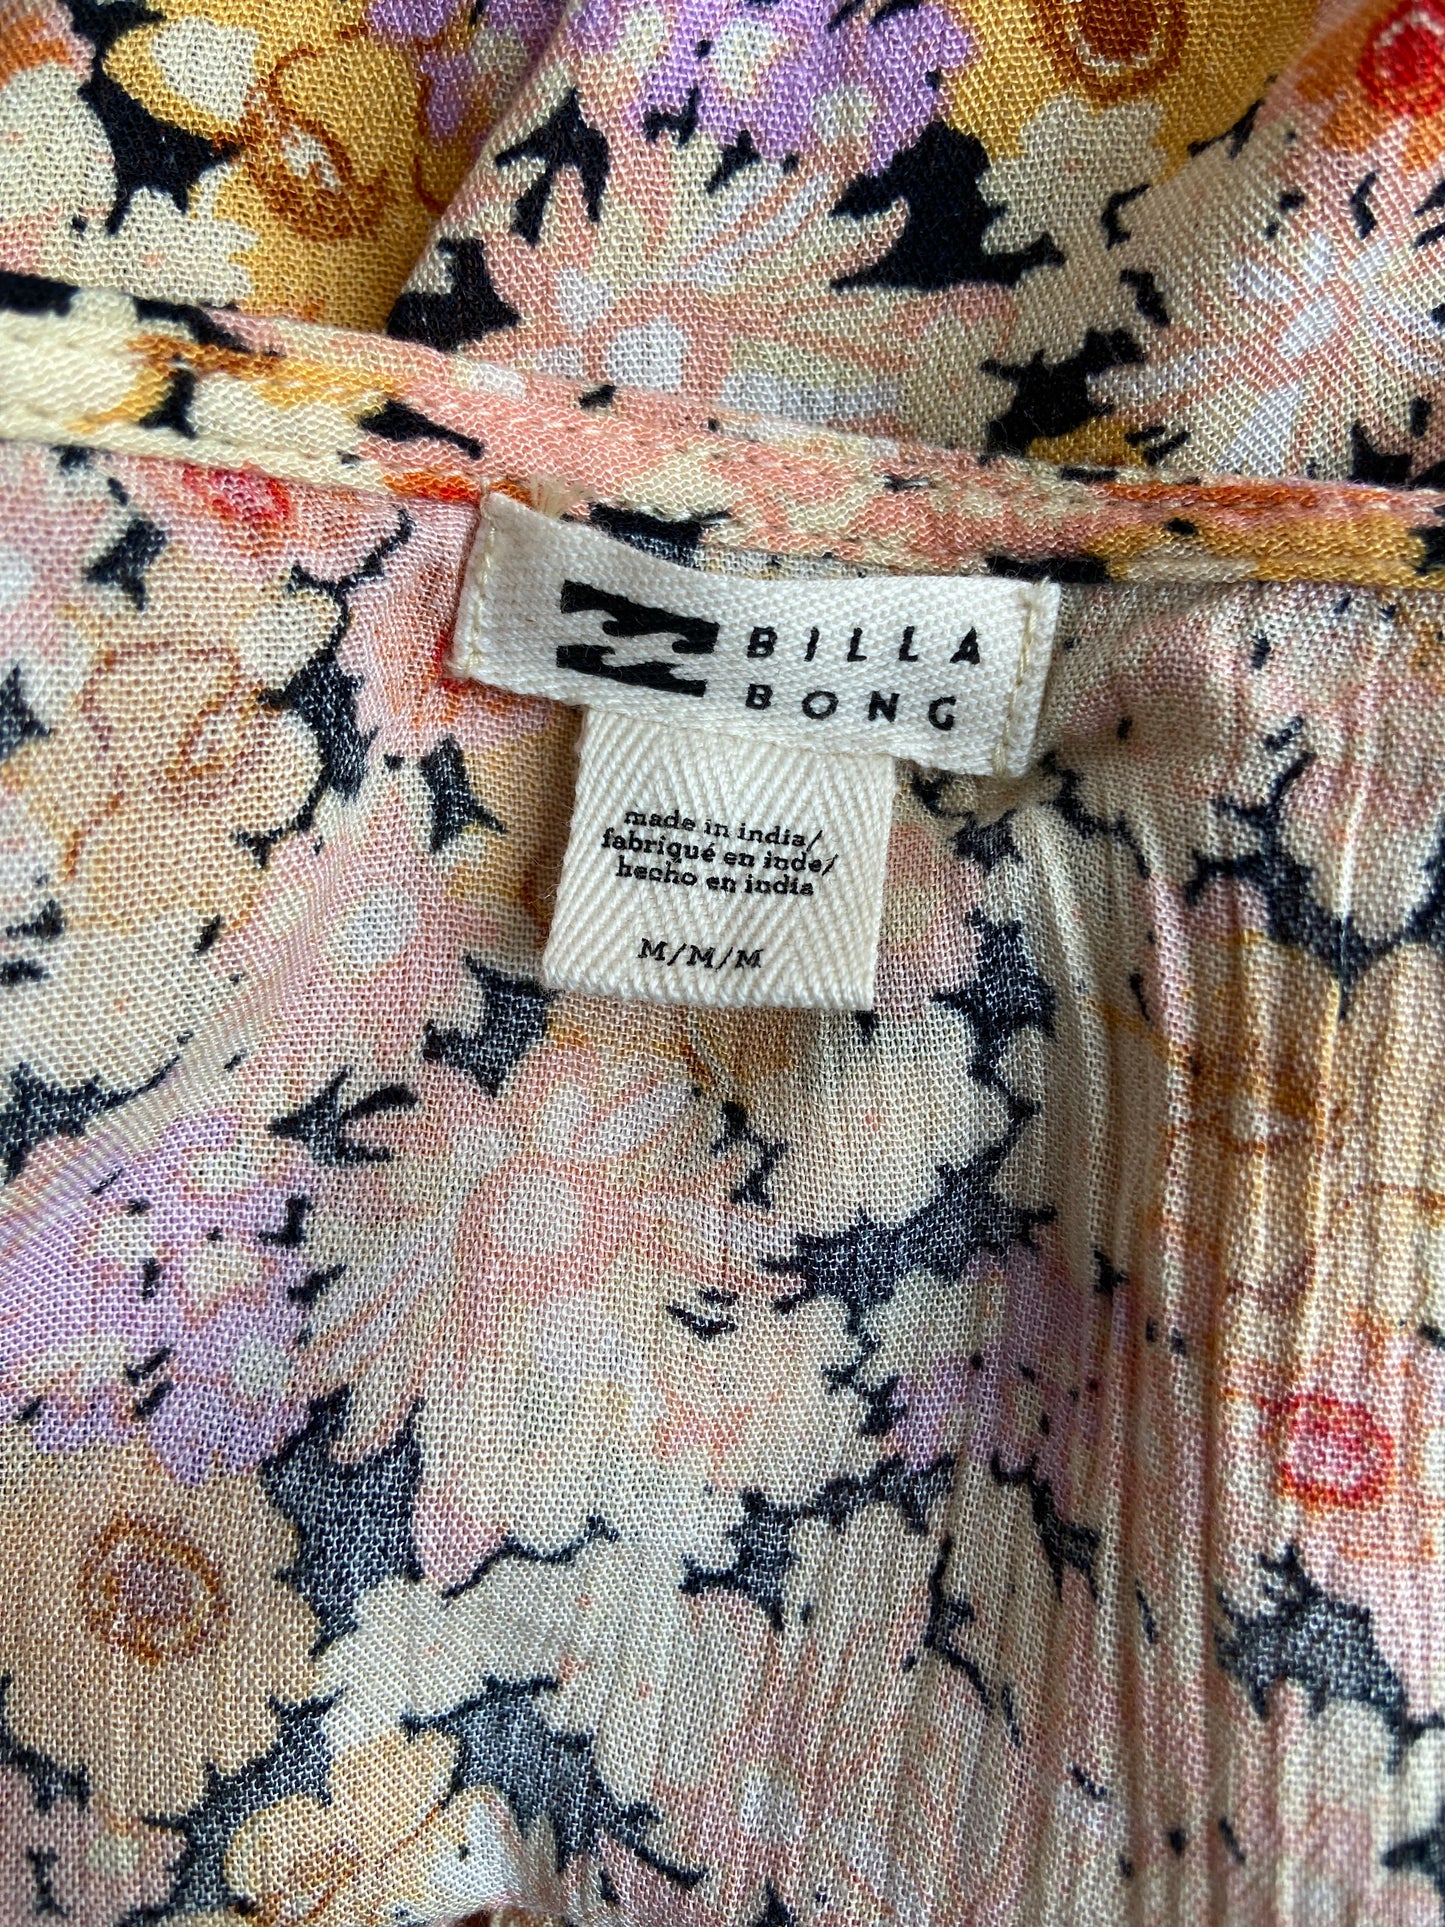 BILLA
BONG
made in india/
fabriqué en inde/
hecho en india
M/M/M